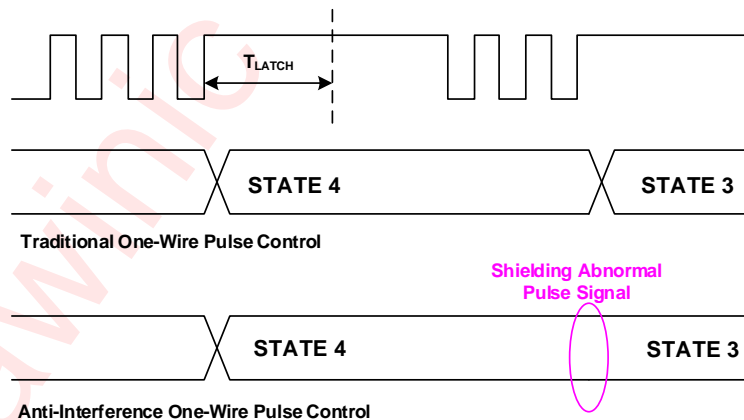 TLATCH
STATE 4
STATE 3
Traditional One-Wire Pulse Control
Shielding Abnormal
Pulse Signal
STATE 4
STATE 3
Anti-Interference One-Wire Pulse Control
awinic